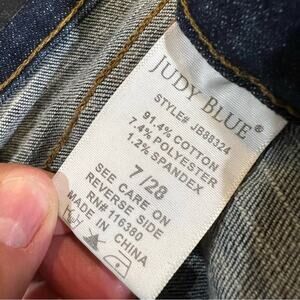 JUDY BLUE®
STYLE# JB88324
91.4% COTTON
7.4% POLYESTER
1.2% SPANDEX
7/28
SEE CARE ON
REVERSE SIDE
RN# 116380
MADE IN CHINA